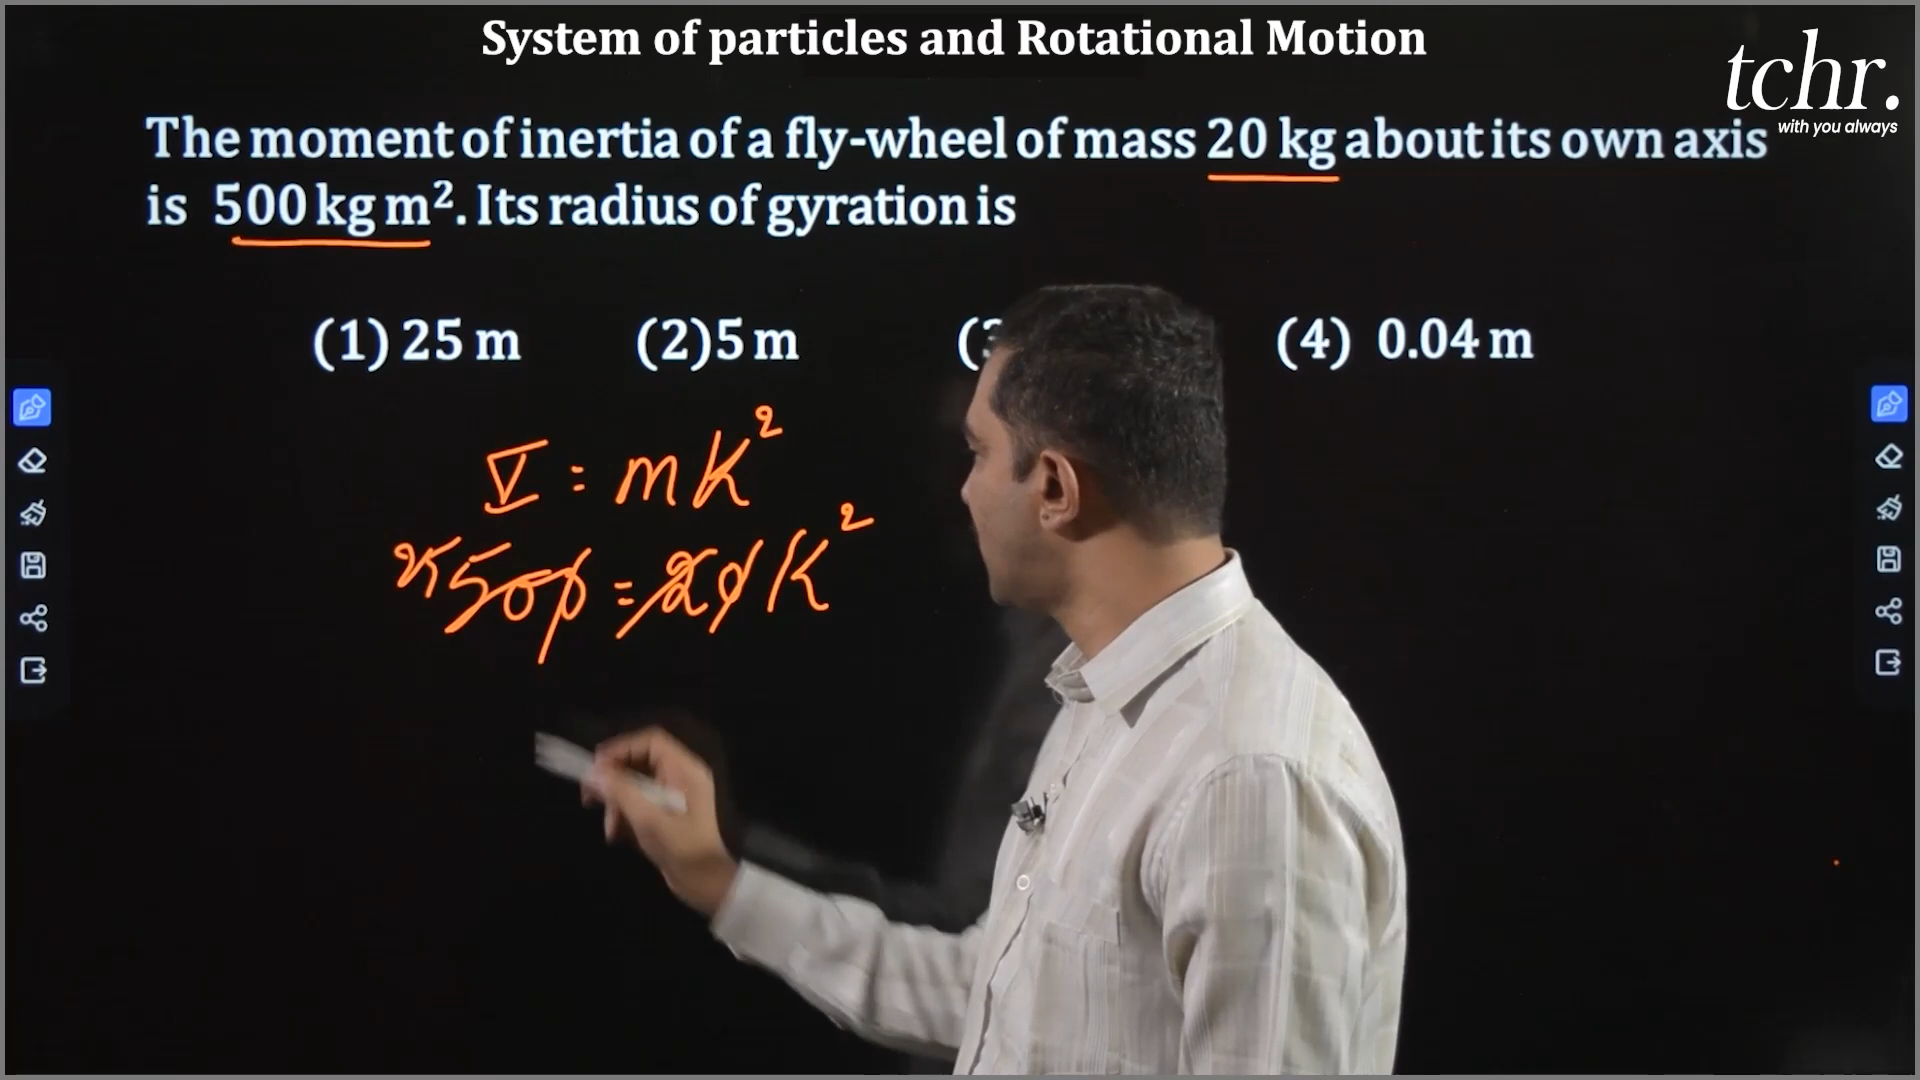 System of particles and Rotational Motion
tchr.
with you always
The moment of inertia of a fly-wheel of mass 20 kg about its own axis
is 500 kg m². Its radius of gyration is
(1) 25 m (2) 5 m (3 (4) 0.04 m
I = mK²
25 500 = 20 K²